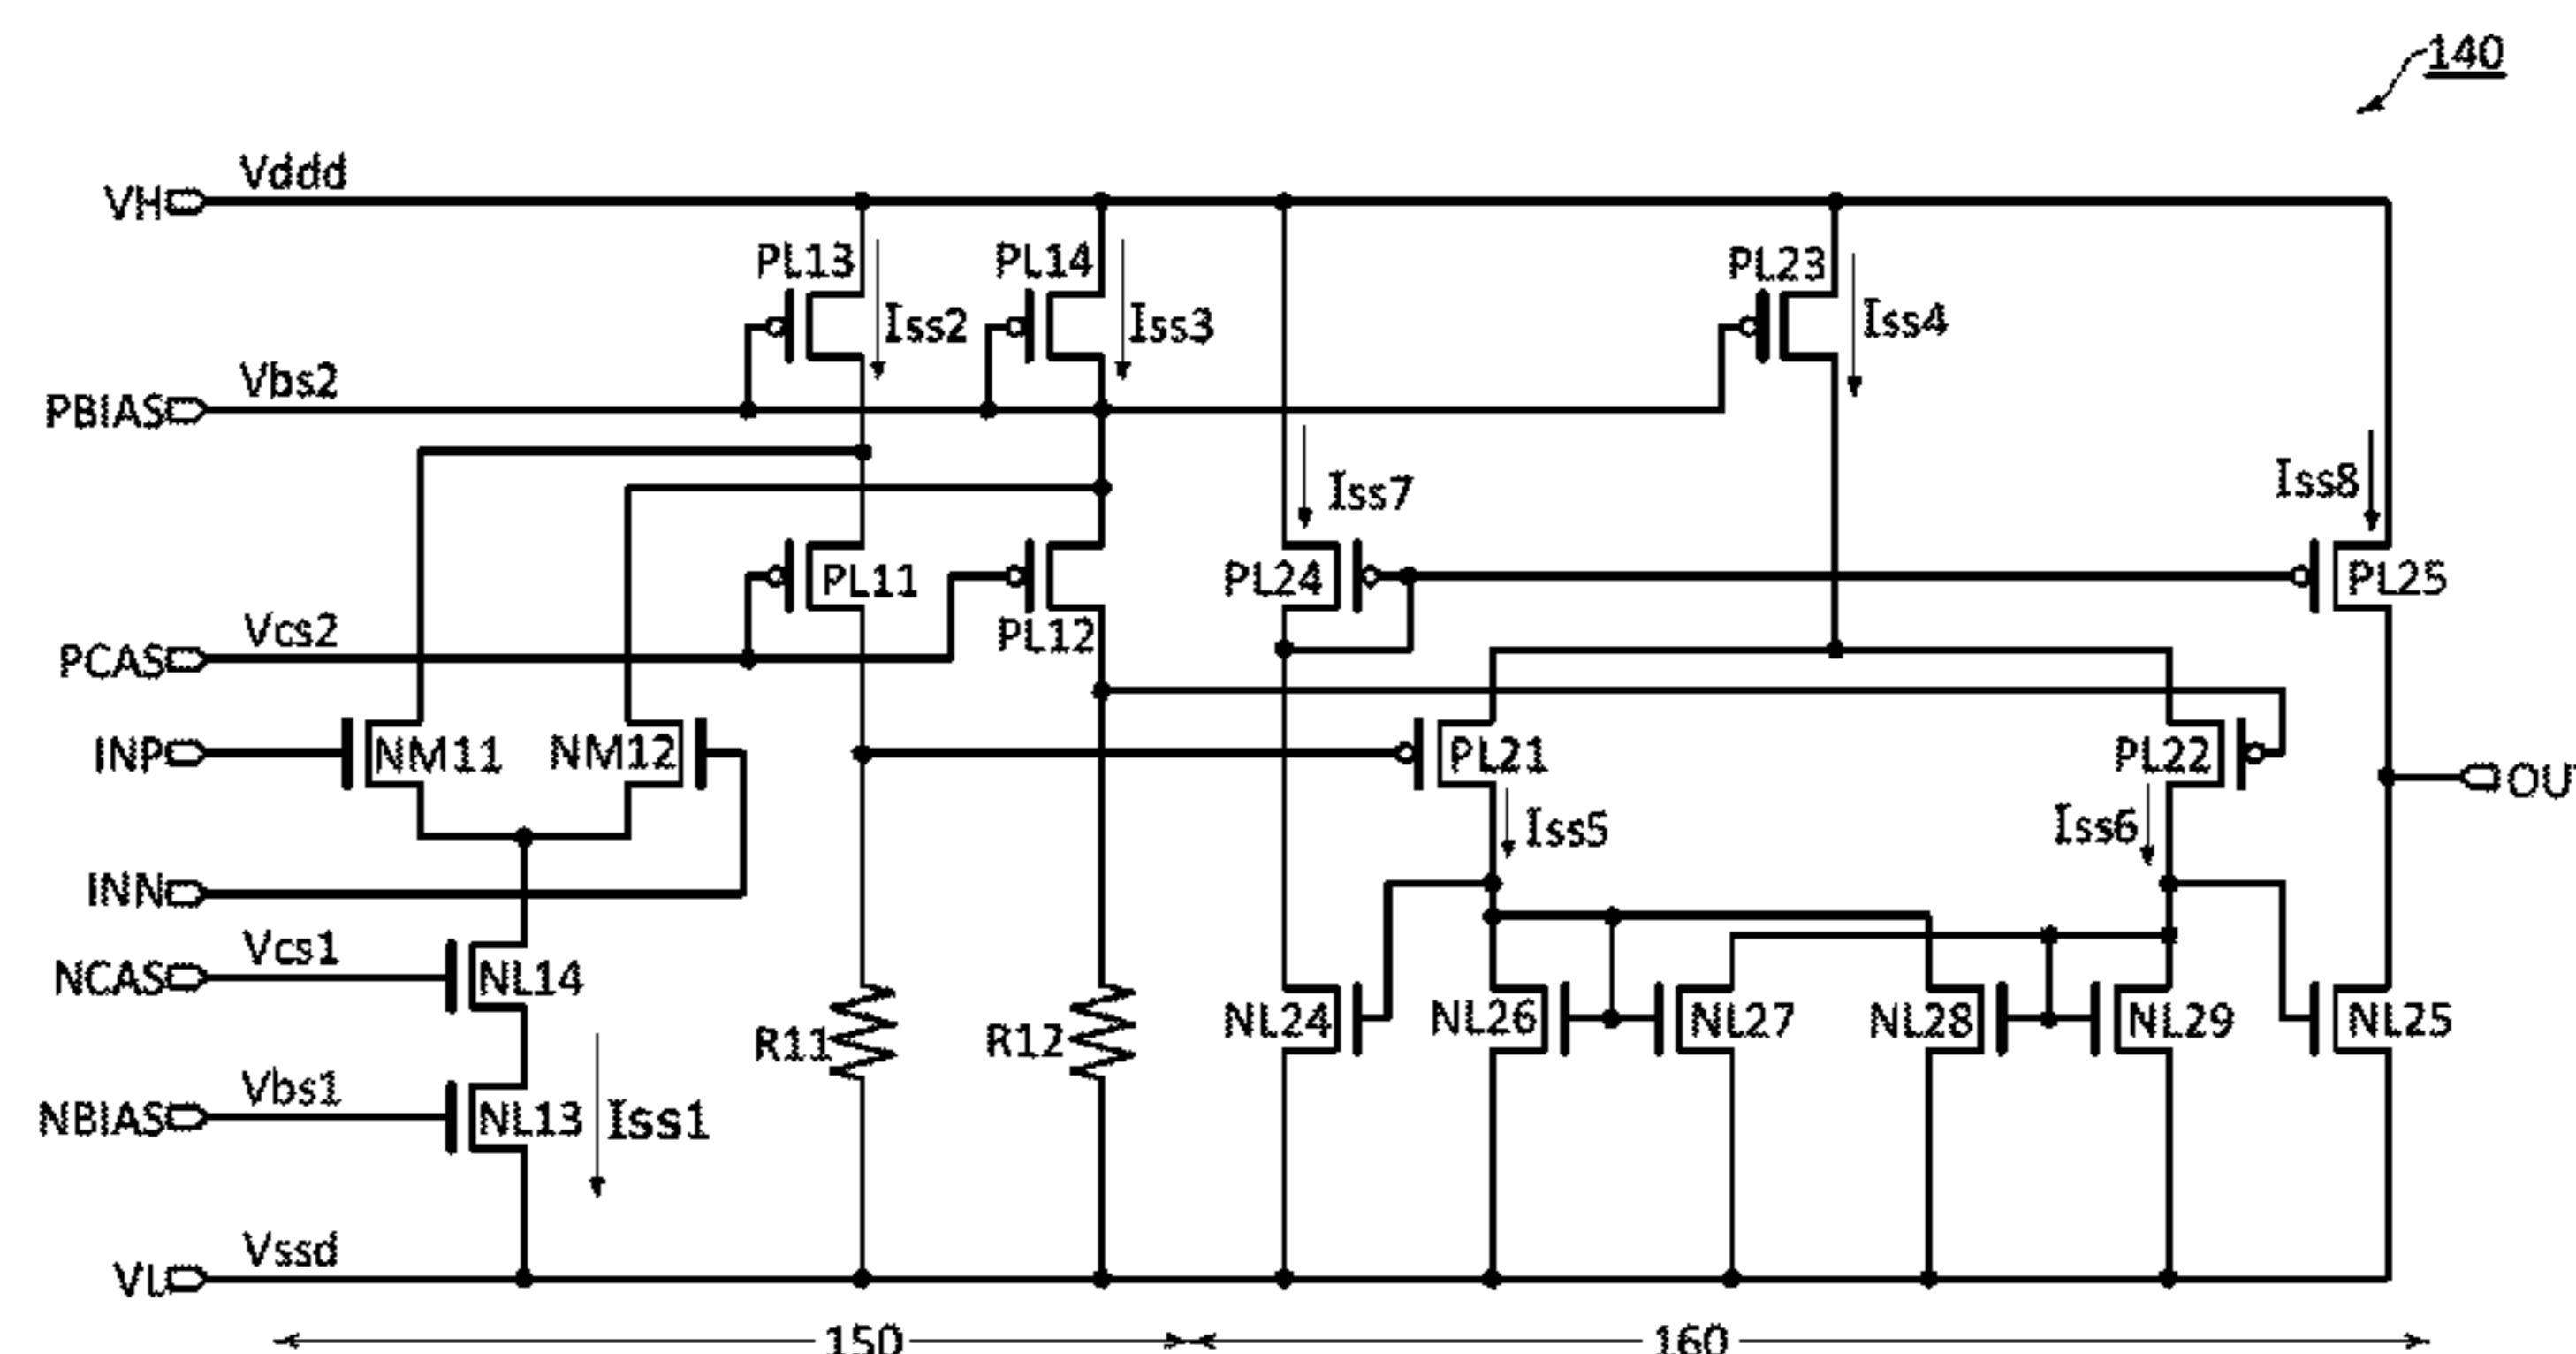 140
VH Vddd
PL13 PL14 PL23
Iss2 Iss3 Iss4
PBIAS Vbs2
Iss7 Iss8
PL11 PL24 PL25
PCAS Vcs2 PL12
INP NM11 NM12 PL21 PL22 OU
Iss5 Iss6
INN
NCAS Vcs1 NL14
R11 R12 NL24 NL26 NL27 NL28 NL29 NL25
NBIAS Vbs1 NL13 Iss1
VL Vssd
150 160